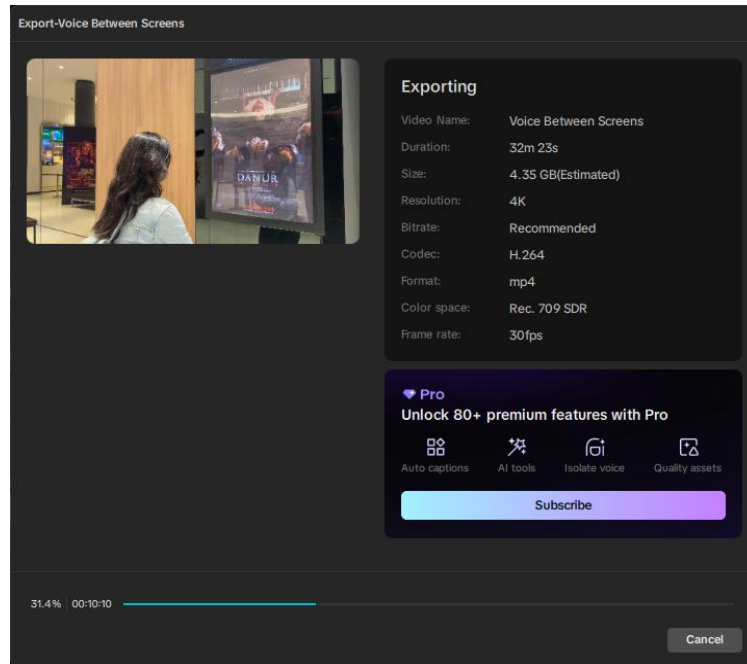 Export-Voice Between Screens
DANUR
Exporting
Video Name: Voice Between Screens
Duration: 32m 23s
Size: 4.35 GB(Estimated)
Resolution: 4K
Bitrate: Recommended
Codec: H.264
Format: mp4
Color space: Rec. 709 SDR
Frame rate: 30fps
Pro
Unlock 80+ premium features with Pro
Auto captions AI tools Isolate voice Quality assets
Subscribe
31.4% 00:10:10
Cancel